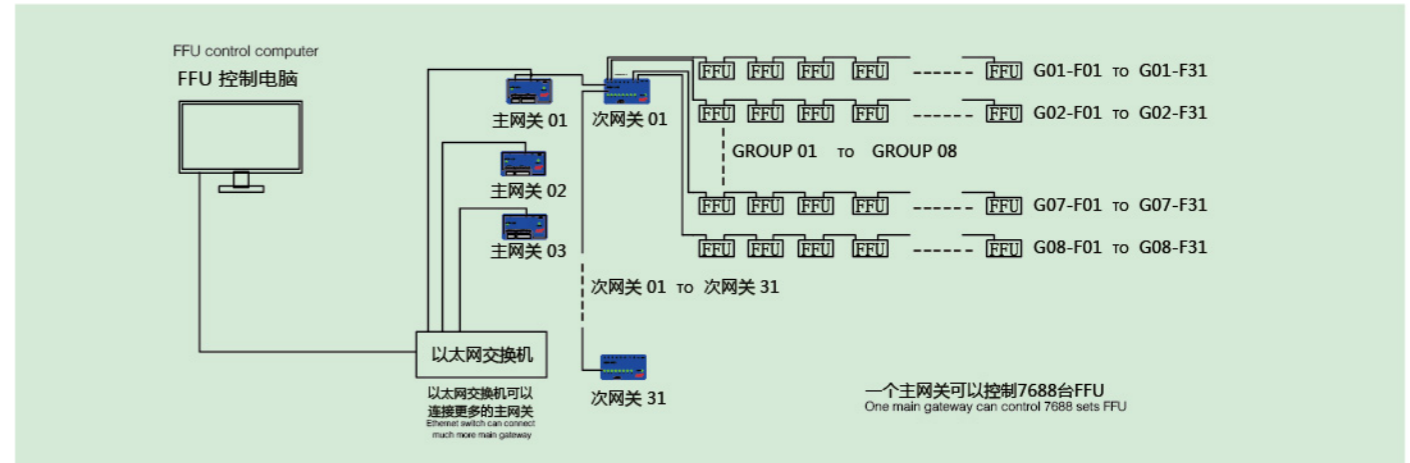 FFU control computer
FFU 控制电脑
主网关 01
次网关 01
FFU FFU FFU FFU ------ FFU G01-F01 TO G01-F31
FFU FFU FFU FFU ------ FFU G02-F01 TO G02-F31
GROUP 01 TO GROUP 08
主网关 02
FFU FFU FFU FFU ------ FFU G07-F01 TO G07-F31
主网关 03
FFU FFU FFU FFU ------ FFU G08-F01 TO G08-F31
次网关 01 TO 次网关 31
以太网交换机
以太网交换机可以
连接更多的主网关
Ethernet switch can connect
much more main gateway
次网关 31
一个主网关可以控制7688台FFU
One main gateway can control 7688 sets FFU